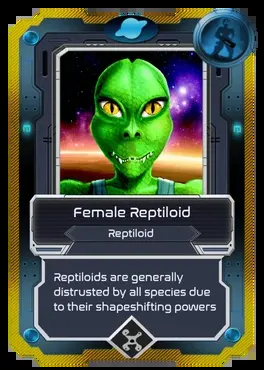 Female Reptiloid
Reptiloid
Reptiloids are generally
distrusted by all species due
to their shapeshifting powers